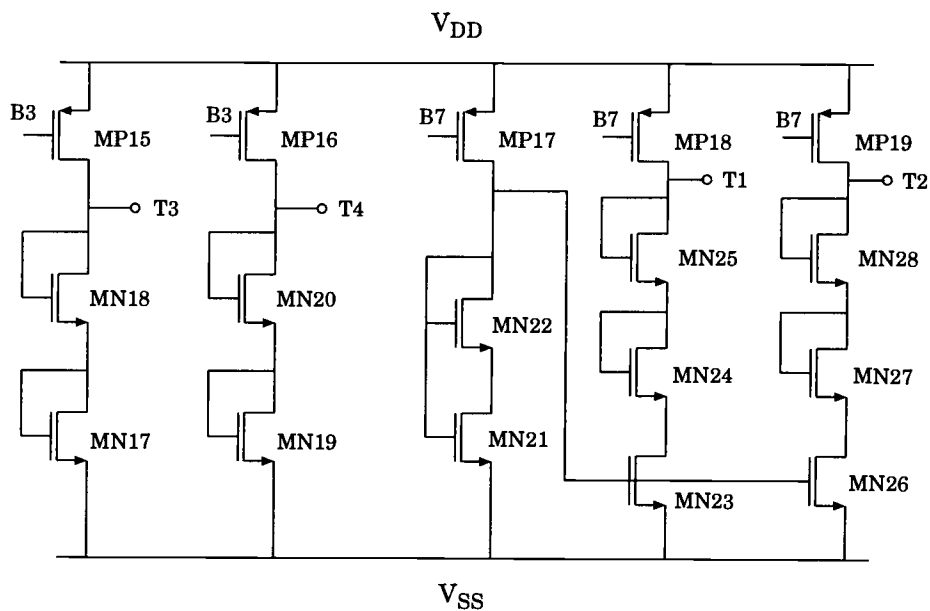 VDD
B3
MP15
B3
MP16
B7
MP17
B7
MP18
B7
MP19
T3
T4
T1
T2
MN18
MN20
MN22
MN25
MN28
MN17
MN19
MN21
MN24
MN27
MN23
MN26
VSS